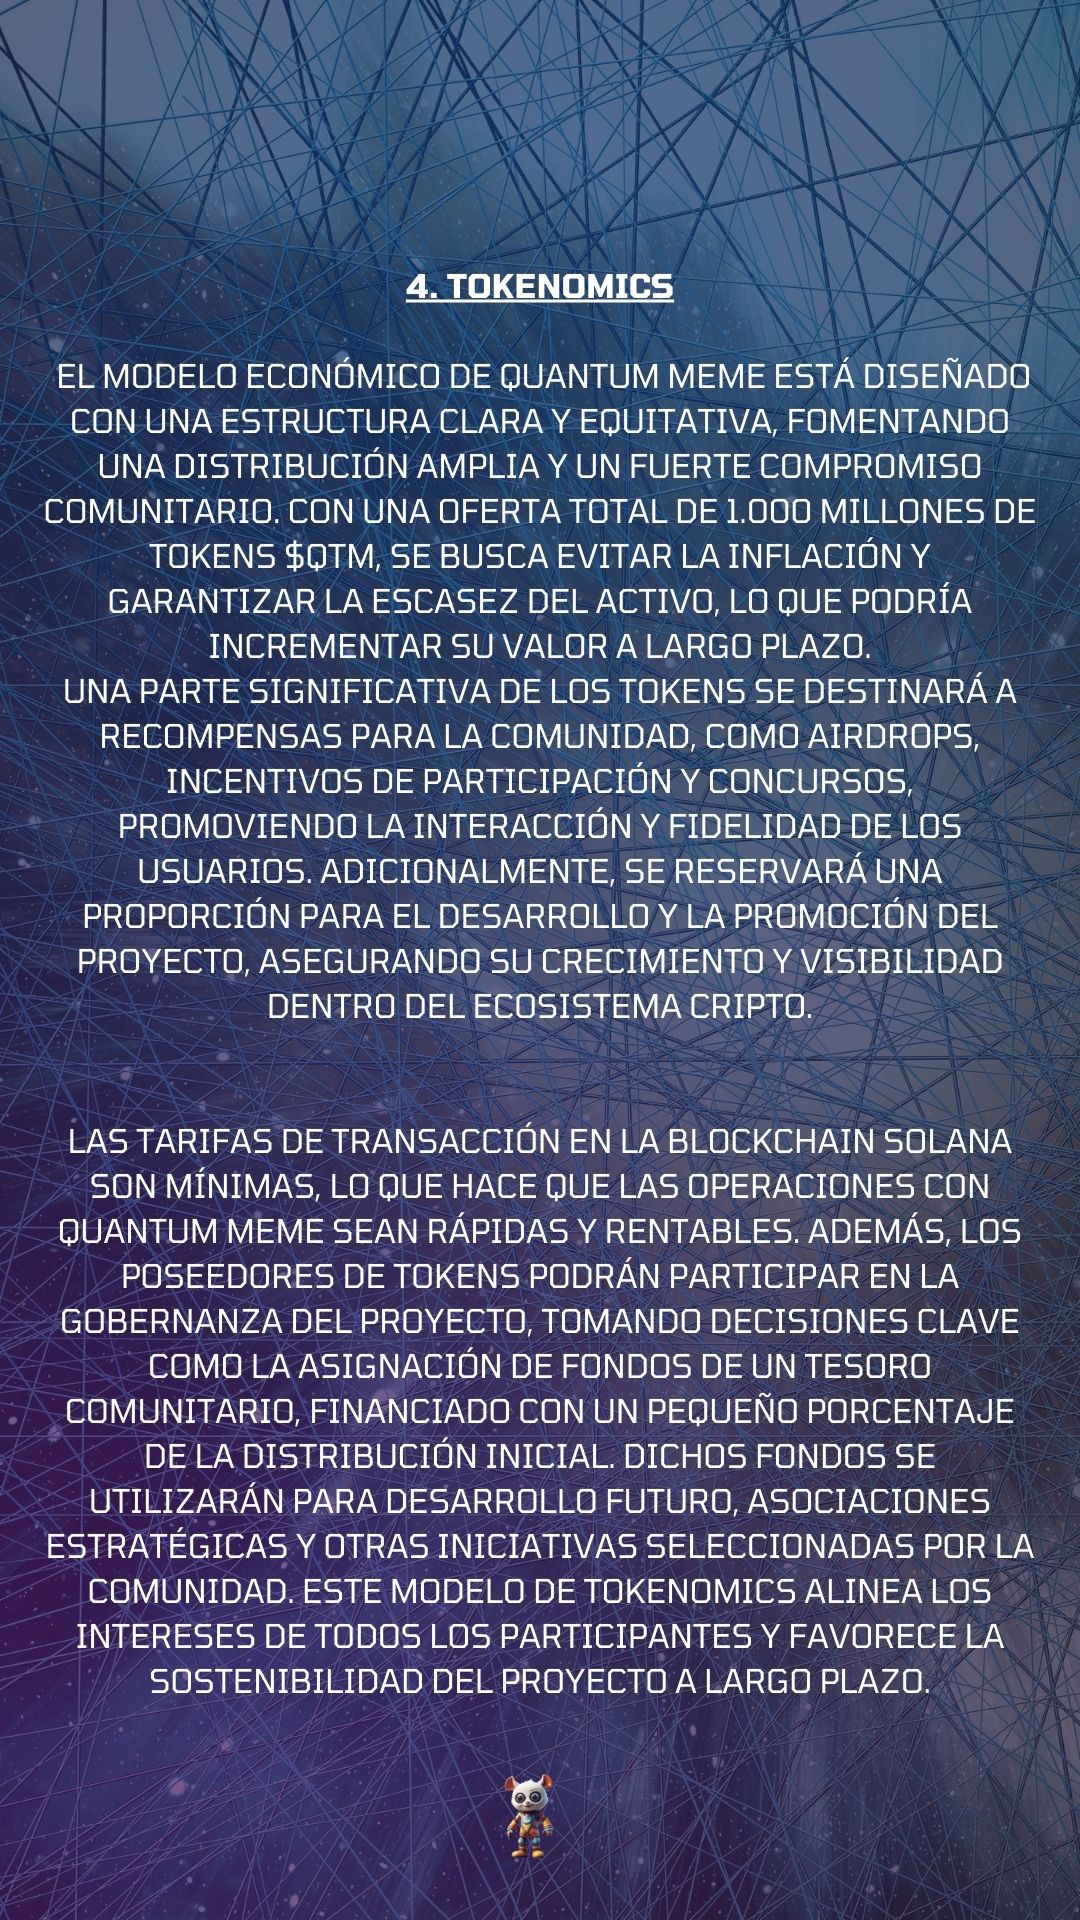 4. TOKENOMICS
EL MODELO ECONÓMICO DE QUANTUM MEME ESTÁ DISEÑADO
CON UNA ESTRUCTURA CLARA Y EQUITATIVA, FOMENTANDO
UNA DISTRIBUCIÓN AMPLIA Y UN FUERTE COMPROMISO
COMUNITARIO. CON UNA OFERTA TOTAL DE 1.000 MILLONES DE
TOKENS $QTM, SE BUSCA EVITAR LA INFLACIÓN Y
GARANTIZAR LA ESCASEZ DEL ACTIVO, LO QUE PODRÍA
INCREMENTAR SU VALOR A LARGO PLAZO.
UNA PARTE SIGNIFICATIVA DE LOS TOKENS SE DESTINARÁ A
RECOMPENSAS PARA LA COMUNIDAD, COMO AIRDROPS,
INCENTIVOS DE PARTICIPACIÓN Y CONCURSOS,
PROMOVIENDO LA INTERACCIÓN Y FIDELIDAD DE LOS
USUARIOS. ADICIONALMENTE, SE RESERVARÁ UNA
PROPORCIÓN PARA EL DESARROLLO Y LA PROMOCIÓN DEL
PROYECTO, ASEGURANDO SU CRECIMIENTO Y VISIBILIDAD
DENTRO DEL ECOSISTEMA CRIPTO.
LAS TARIFAS DE TRANSACCIÓN EN LA BLOCKCHAIN SOLANA
SON MÍNIMAS, LO QUE HACE QUE LAS OPERACIONES CON
QUANTUM MEME SEAN RÁPIDAS Y RENTABLES. ADEMÁS, LOS
POSEEDORES DE TOKENS PODRÁN PARTICIPAR EN LA
GOBERNANZA DEL PROYECTO, TOMANDO DECISIONES CLAVE
COMO LA ASIGNACIÓN DE FONDOS DE UN TESORO
COMUNITARIO, FINANCIADO CON UN PEQUEÑO PORCENTAJE
DE LA DISTRIBUCIÓN INICIAL. DICHOS FONDOS SE
UTILIZARÁN PARA DESARROLLO FUTURO, ASOCIACIONES
ESTRATÉGICAS Y OTRAS INICIATIVAS SELECCIONADAS POR LA
COMUNIDAD. ESTE MODELO DE TOKENOMICS ALINEA LOS
INTERESES DE TODOS LOS PARTICIPANTES Y FAVORECE LA
SOSTENIBILIDAD DEL PROYECTO A LARGO PLAZO.